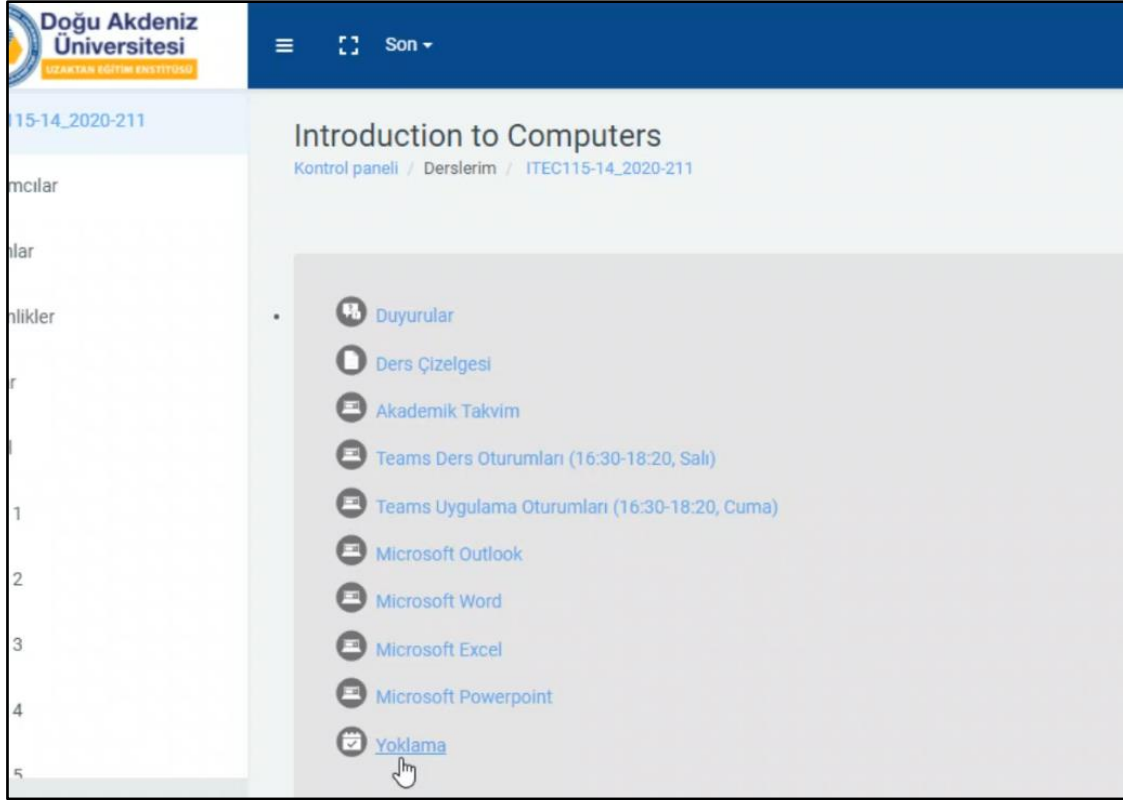 Doğu Akdeniz
Üniversitesi
UZAKTAN EĞİTİM ENSTİTÜSÜ
Son
115-14_2020-211
Introduction to Computers
Kontrol paneli / Derslerim / ITEC115-14_2020-211
mcılar
lar
nlikler
r
1
2
3
4
5
Duyurular
Ders Çizelgesi
Akademik Takvim
Teams Ders Oturumları (16:30-18:20, Salı)
Teams Uygulama Oturumları (16:30-18:20, Cuma)
Microsoft Outlook
Microsoft Word
Microsoft Excel
Microsoft Powerpoint
Yoklama